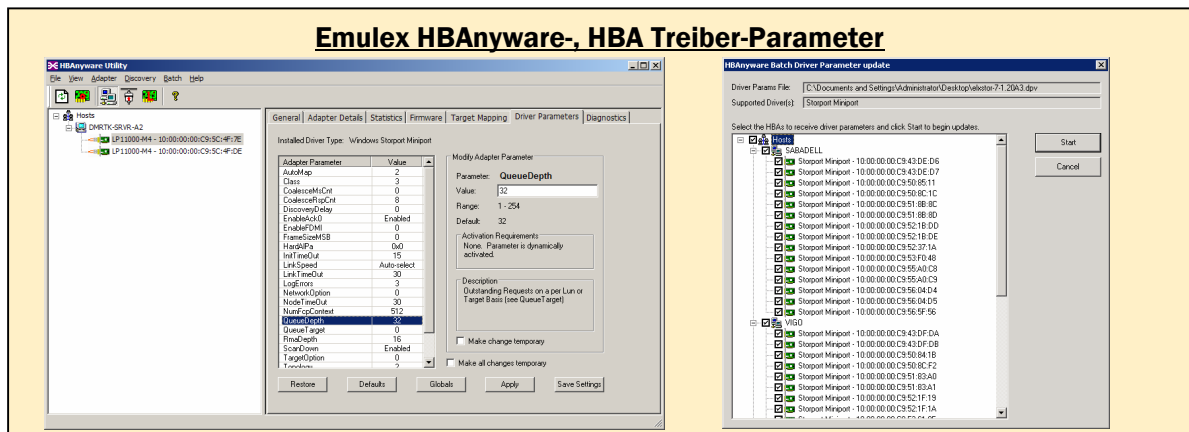 Emulex HBAnyware-, HBA Treiber-Parameter
HBAnyware Utility
File View Adapter Discovery Batch Help
Hosts
DMRTK-SRVR-A2
LP11000-M4 - 10:00:00:00:C9:5C:4F:7E
LP11000-M4 - 10:00:00:00:C9:5C:4F:DE
General Adapter Details Statistics Firmware Target Mapping Driver Parameters Diagnostics
Installed Driver Type: Windows Storport Miniport
Adapter Parameter Value
AutoMap 2
Class 3
CoalesceMsCnt 0
CoalesceRspCnt 8
DiscoveryDelay 0
EnableAck0 Enabled
EnableFDMI 0
FrameSizeMSB 0
HardAlPa 0x0
InitTimeOut 15
LinkSpeed Auto-select
LinkTimeOut 30
LogErrors 3
NetworkOption 0
NodeTimeOut 30
NumFcpContext 512
QueueDepth 32
QueueTarget 0
RmaDepth 16
ScanDown Enabled
TargetOption 0
Topology 2
Modify Adapter Parameter
Parameter: QueueDepth
Value: 32
Range: 1 - 254
Default: 32
Activation Requirements
None. Parameter is dynamically
activated.
Description
Outstanding Requests on a per Lun or
Target Basis (see QueueTarget)
Make change temporary
Make all changes temporary
Restore Defaults Globals Apply Save Settings
HBAnyware Batch Driver Parameter update
Driver Params File: C:\Documents and Settings\Administrator\Desktop\elxstor-7-1.20A3.dpv
Supported Driver(s): Storport Miniport
Select the HBAs to receive driver parameters and click Start to begin updates.
Start
Cancel
Hosts
SABADELL
Storport Miniport - 10:00:00:00:C9:43:DE:D6
Storport Miniport - 10:00:00:00:C9:43:DE:D7
Storport Miniport - 10:00:00:00:C9:50:85:11
Storport Miniport - 10:00:00:00:C9:50:8C:1C
Storport Miniport - 10:00:00:00:C9:51:8B:8C
Storport Miniport - 10:00:00:00:C9:51:8B:8D
Storport Miniport - 10:00:00:00:C9:52:1B:DD
Storport Miniport - 10:00:00:00:C9:52:1B:DE
Storport Miniport - 10:00:00:00:C9:52:37:1A
Storport Miniport - 10:00:00:00:C9:53:F0:48
Storport Miniport - 10:00:00:00:C9:55:A0:C8
Storport Miniport - 10:00:00:00:C9:55:A0:C9
Storport Miniport - 10:00:00:00:C9:56:04:D4
Storport Miniport - 10:00:00:00:C9:56:04:D5
Storport Miniport - 10:00:00:00:C9:56:5F:56
VIGO
Storport Miniport - 10:00:00:00:C9:43:DF:DA
Storport Miniport - 10:00:00:00:C9:43:DF:DB
Storport Miniport - 10:00:00:00:C9:50:84:1B
Storport Miniport - 10:00:00:00:C9:50:8C:F2
Storport Miniport - 10:00:00:00:C9:51:83:A0
Storport Miniport - 10:00:00:00:C9:51:83:A1
Storport Miniport - 10:00:00:00:C9:52:1F:19
Storport Miniport - 10:00:00:00:C9:52:1F:1A